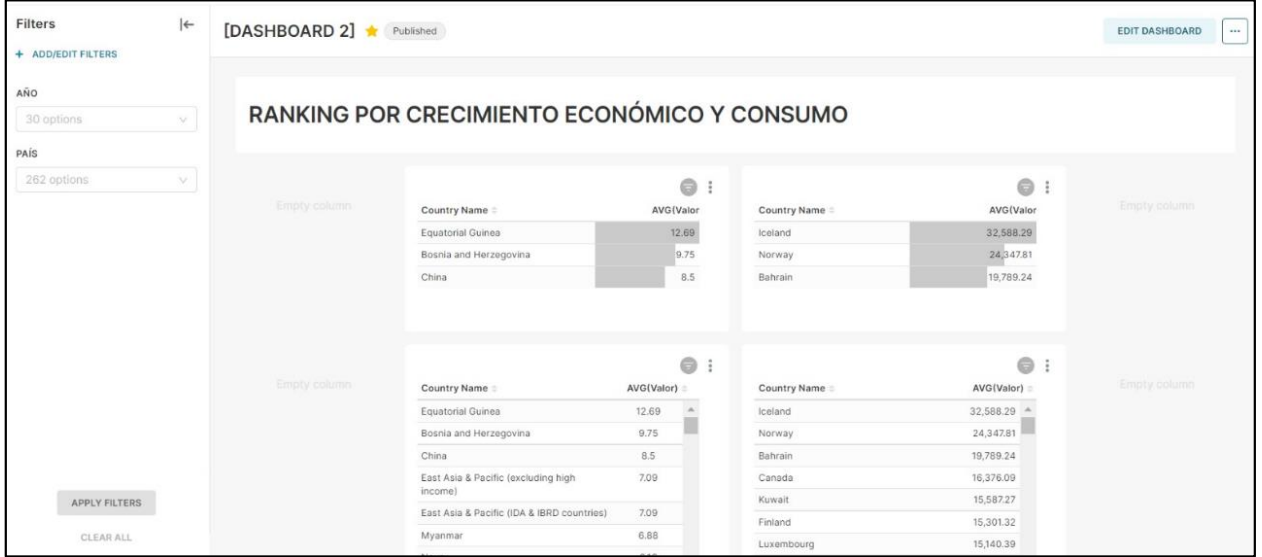 Filters
+ ADD/EDIT FILTERS
AÑO
30 options
PAÍS
262 options
APPLY FILTERS
CLEAR ALL
[DASHBOARD 2] Published
EDIT DASHBOARD ...
RANKING POR CRECIMIENTO ECONÓMICO Y CONSUMO
Empty column
Country Name AVG(Valor
Equatorial Guinea 12.69
Bosnia and Herzegovina 9.75
China 8.5
Country Name AVG(Valor
Iceland 32,588.29
Norway 24,347.81
Bahrain 19,789.24
Empty column
Empty column
Country Name AVG(Valor)
Equatorial Guinea 12.69
Bosnia and Herzegovina 9.75
China 8.5
East Asia & Pacific (excluding high
income) 7.09
East Asia & Pacific (IDA & IBRD countries) 7.09
Myanmar 6.88
Country Name AVG(Valor)
Iceland 32,588.29
Norway 24,347.81
Bahrain 19,789.24
Canada 16,376.09
Kuwait 15,587.27
Finland 15,301.32
Luxembourg 15,140.39
Empty column